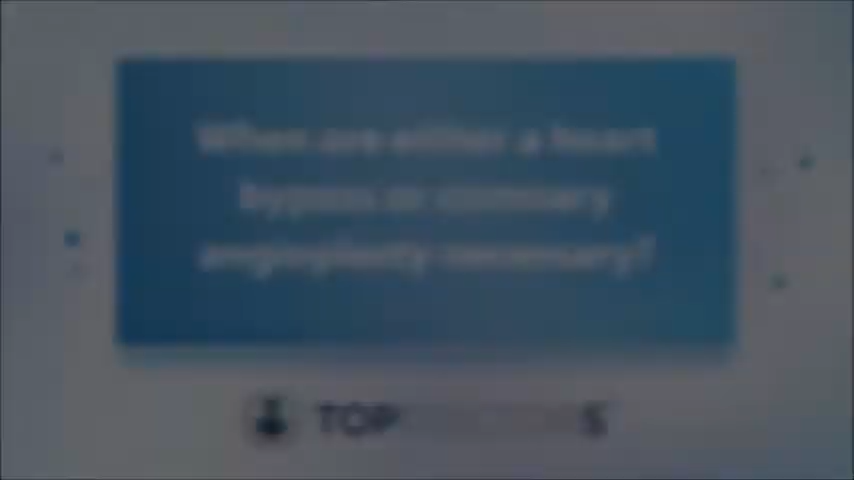 When are either a heart
bypass or coronary
angioplasty necessary?
TOP